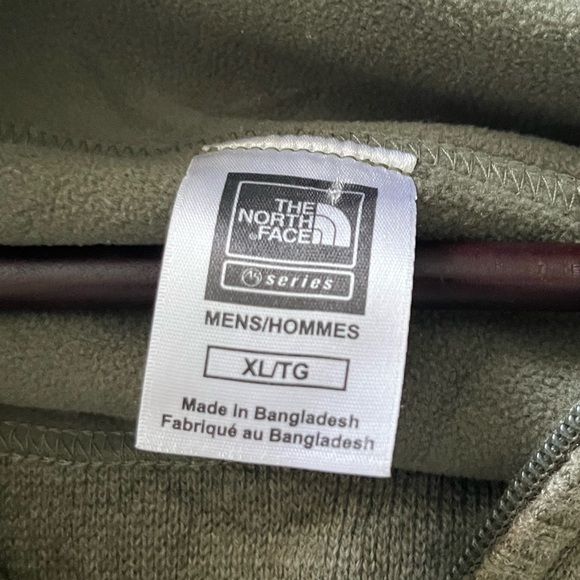 THE
NORTH
FACE
series
MENS/HOMMES
XL/TG
Made In Bangladesh
Fabriqué au Bangladesh